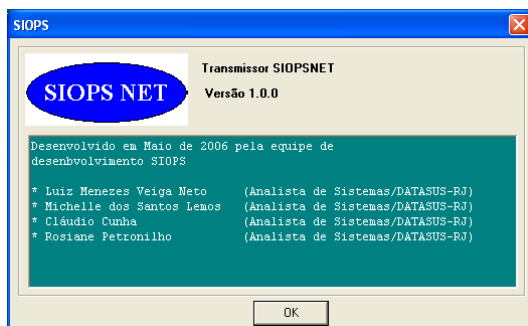 SIOPS
SIOPS NET
Transmissor SIOPSNET
Versão 1.0.0
Desenvolvido em Maio de 2006 pela equipe de
desenbvolvimento SIOPS
* Luiz Menezes Veiga Neto (Analista de Sistemas/DATASUS-RJ)
* Michelle dos Santos Lemos (Analista de Sistemas/DATASUS-RJ)
* Cláudio Cunha (Analista de Sistemas/DATASUS-RJ)
* Rosiane Petronilho (Analista de Sistemas/DATASUS-RJ)
OK